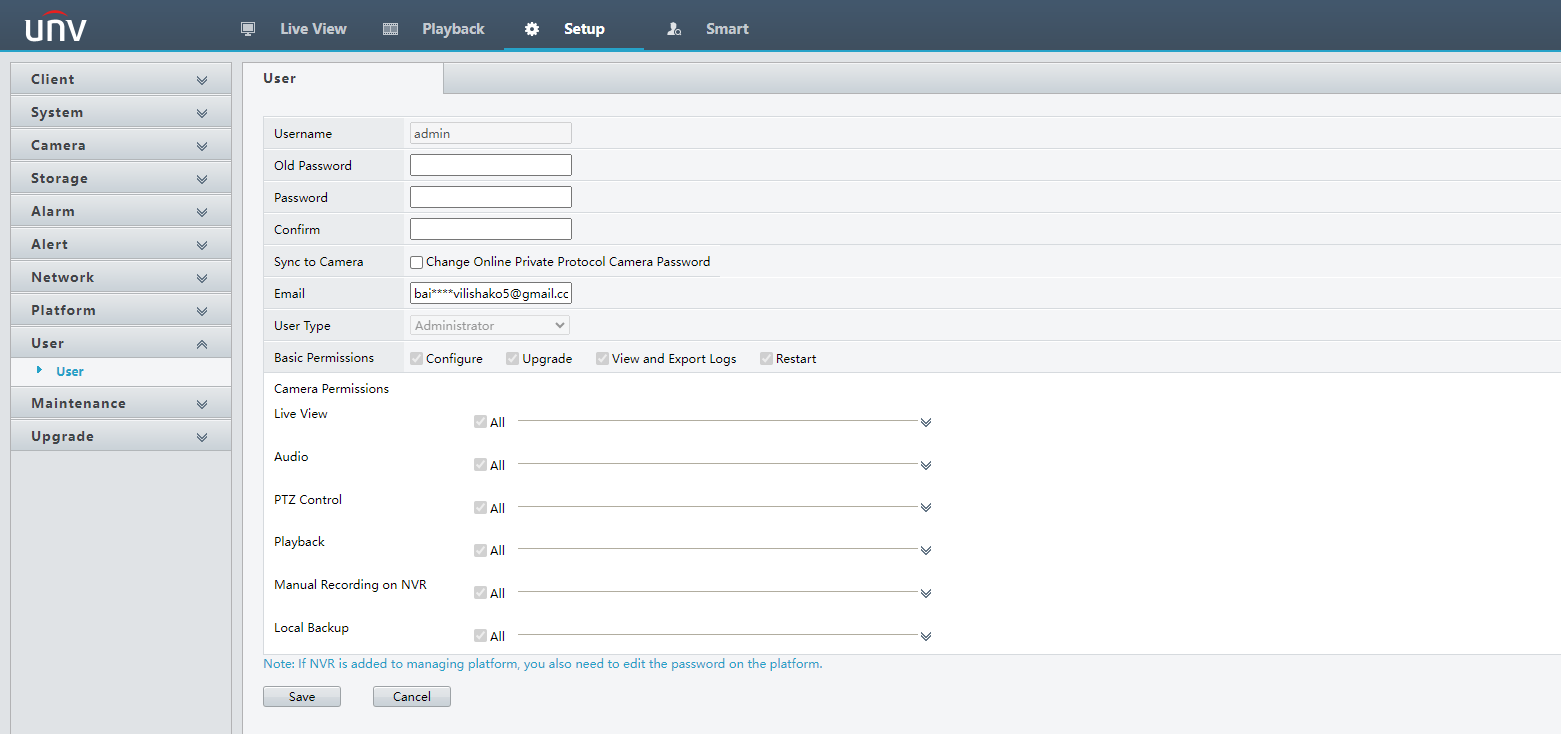 unv
Live View Playback Setup Smart
Client
System
Camera
Storage
Alarm
Alert
Network
Platform
User
User
Maintenance
Upgrade
User
Username admin
Old Password
Password
Confirm
Sync to Camera Change Online Private Protocol Camera Password
Email bai****vilishako5@gmail.cc
User Type Administrator
Basic Permissions Configure Upgrade View and Export Logs Restart
Camera Permissions
Live View All
Audio All
PTZ Control All
Playback All
Manual Recording on NVR All
Local Backup All
Note: If NVR is added to managing platform, you also need to edit the password on the platform.
Save Cancel